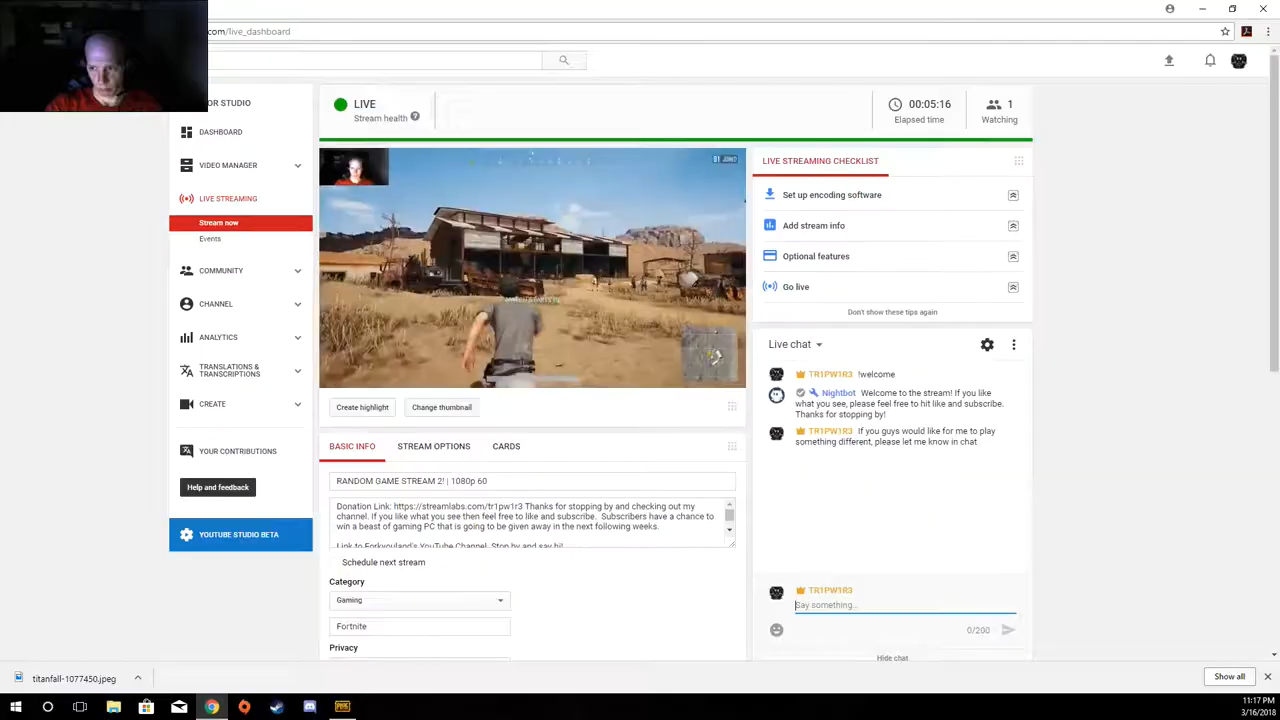 com/live_dashboard
OR STUDIO
DASHBOARD
VIDEO MANAGER
LIVE STREAMING
Stream now
Events
COMMUNITY
CHANNEL
ANALYTICS
TRANSLATIONS &
TRANSCRIPTIONS
CREATE
YOUR CONTRIBUTIONS
Help and feedback
YOUTUBE STUDIO BETA
LIVE
Stream health
00:05:16
Elapsed time
1
Watching
Create highlight
Change thumbnail
BASIC INFO
STREAM OPTIONS
CARDS
RANDOM GAME STREAM 2! | 1080p 60
Donation Link: https://streamlabs.com/tr1pw1r3 Thanks for stopping by and checking out my
channel. If you like what you see then feel free to like and subscribe. Subscribers have a chance to
win a beast of gaming PC that is going to be given away in the next following weeks.
Schedule next stream
Category
Gaming
Fortnite
Privacy
LIVE STREAMING CHECKLIST
Set up encoding software
Add stream info
Optional features
Go live
Don't show these tips again
Live chat
TR1PW1R3 !welcome
Nightbot Welcome to the stream! If you like
what you see, please feel free to hit like and subscribe.
Thanks for stopping by!
TR1PW1R3 If you guys would like for me to play
something different, please let me know in chat
TR1PW1R3
Say something...
0/200
Hide chat
titanfall-1077450.jpeg
Show all
11:17 PM
3/16/2018